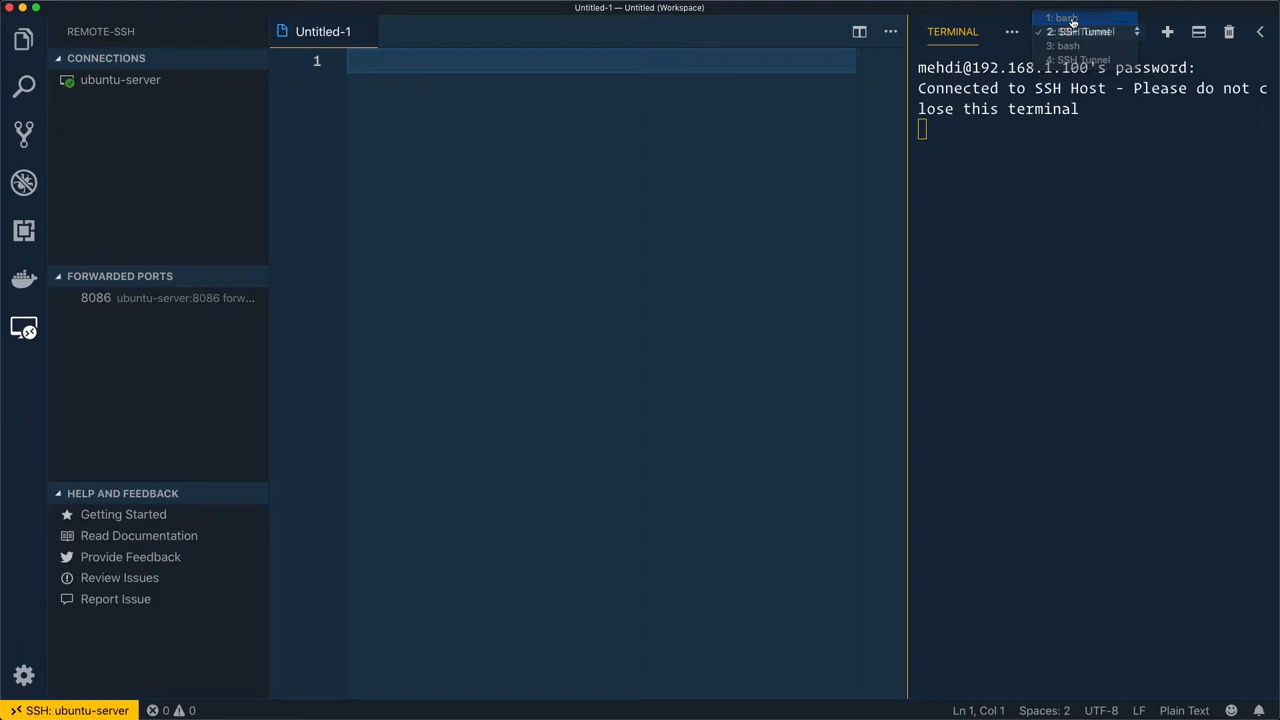 Untitled-1 — Untitled (Workspace)
REMOTE-SSH
CONNECTIONS
ubuntu-server
FORWARDED PORTS
8086 ubuntu-server:8086 forw...
HELP AND FEEDBACK
Getting Started
Read Documentation
Provide Feedback
Review Issues
Report Issue
Untitled-1
1
TERMINAL
1: bash
2: SSH Tunnel
3: bash
4: SSH Tunnel
mehdi@192.168.1.100's password:
Connected to SSH Host - Please do not c
lose this terminal
SSH: ubuntu-server
0
0
Ln 1, Col 1
Spaces: 2
UTF-8
LF
Plain Text